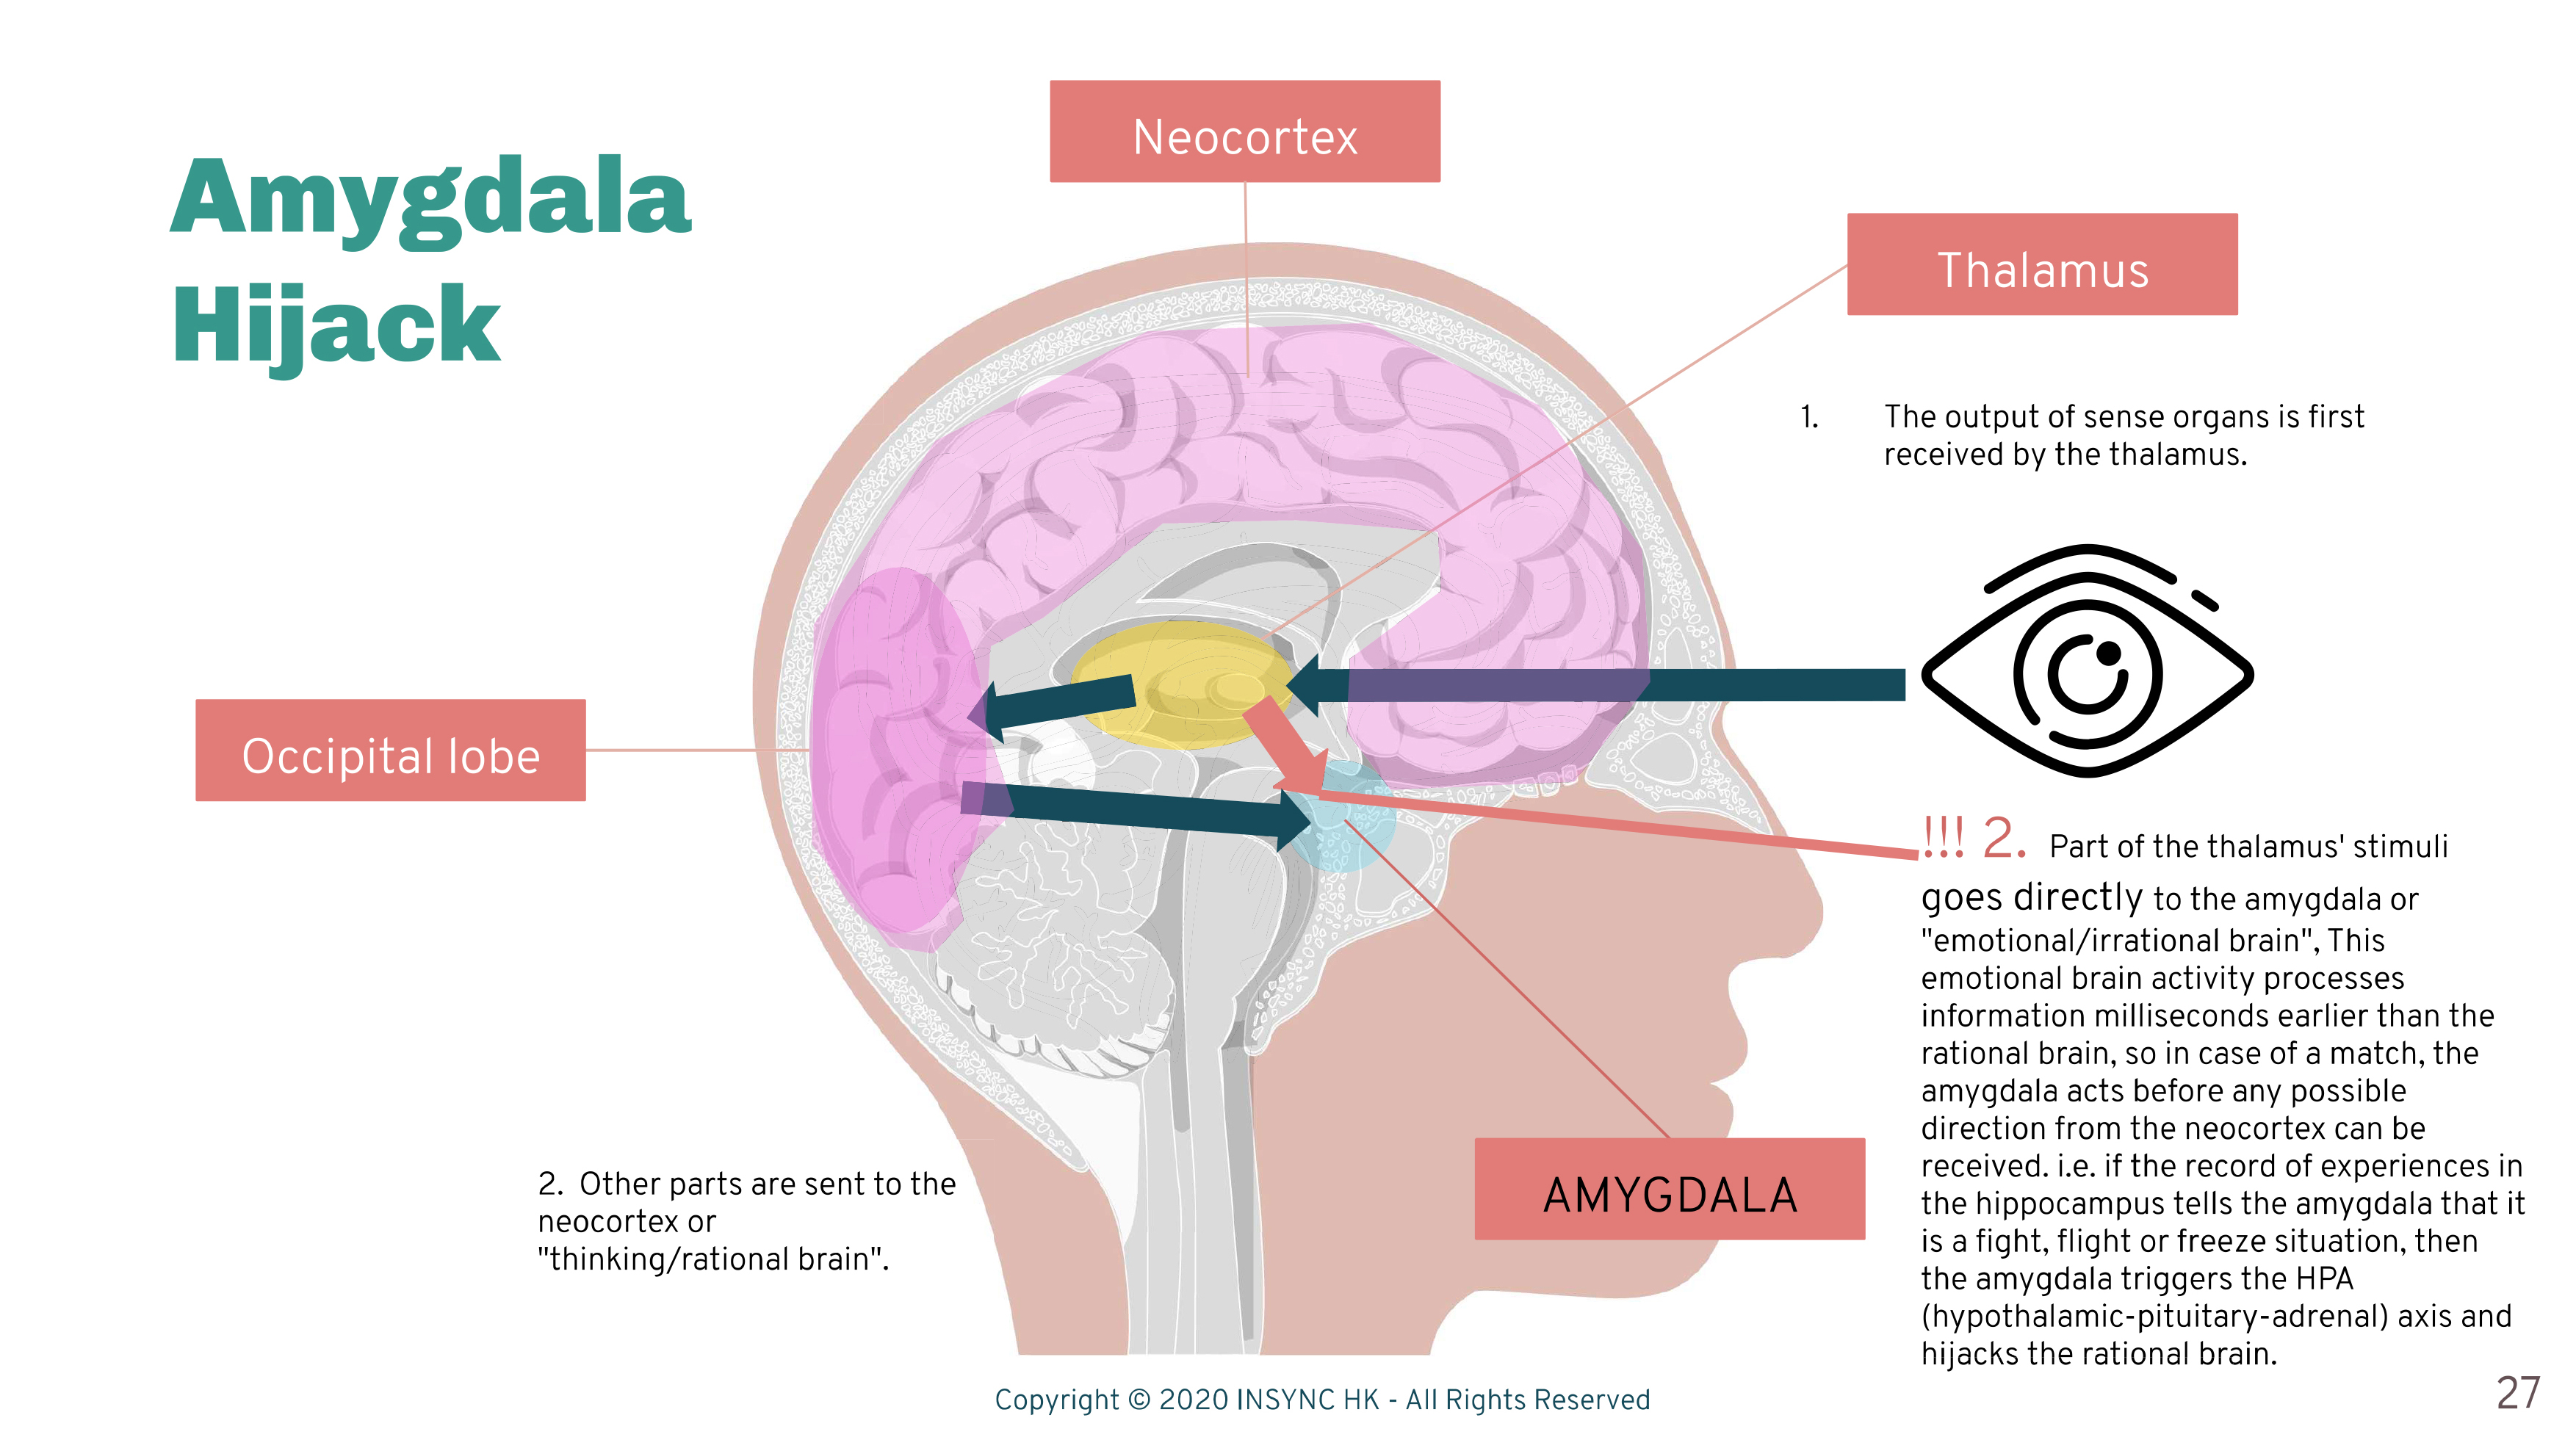 Amygdala
Hijack
Neocortex
Thalamus
1. The output of sense organs is first
received by the thalamus.
Occipital lobe
!!! 2. Part of the thalamus' stimuli
goes directly to the amygdala or
"emotional/irrational brain", This
emotional brain activity processes
information milliseconds earlier than the
rational brain, so in case of a match, the
amygdala acts before any possible
direction from the neocortex can be
received. i.e. if the record of experiences in
the hippocampus tells the amygdala that it
is a fight, flight or freeze situation, then
the amygdala triggers the HPA
(hypothalamic-pituitary-adrenal) axis and
hijacks the rational brain.
AMYGDALA
2. Other parts are sent to the
neocortex or
"thinking/rational brain".
Copyright © 2020 INSYNC HK - All Rights Reserved
27